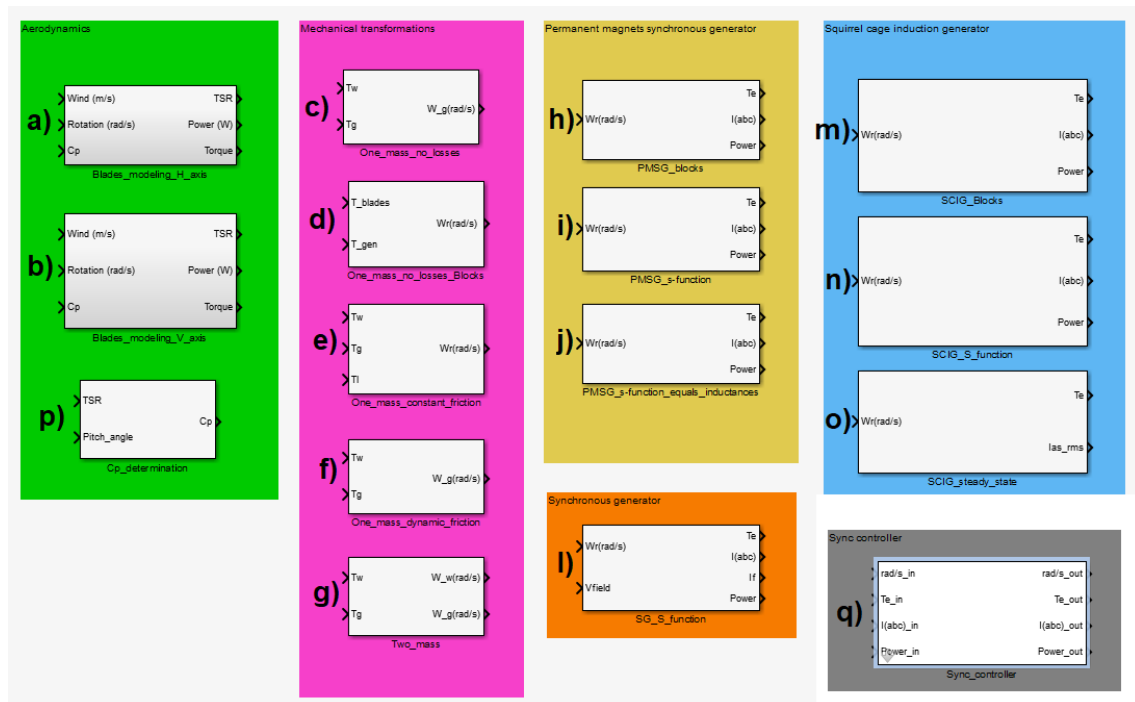 Aerodynamics
a)
Wind (m/s)
TSR
Rotation (rad/s)
Power (W)
Cp
Torque
Blades_modeling_H_axis
b)
Wind (m/s)
TSR
Rotation (rad/s)
Power (W)
Cp
Torque
Blades_modeling_V_axis
p)
TSR
Cp
Pitch_angle
Cp_determination
Mechanical transformations
c)
Tw
W_g(rad/s)
Tg
One_mass_no_losses
d)
T_blades
Wr(rad/s)
T_gen
One_mass_no_losses_Blocks
e)
Tw
Tg
Wr(rad/s)
Tl
One_mass_constant_friction
f)
Tw
W_g(rad/s)
Tg
One_mass_dynamic_friction
g)
Tw
W_w(rad/s)
Tg
W_g(rad/s)
Two_mass
Permanent magnets synchronous generator
h)
Te
Wr(rad/s)
I(abc)
Power
PMSG_blocks
i)
Te
Wr(rad/s)
I(abc)
Power
PMSG_s-function
j)
Te
Wr(rad/s)
I(abc)
Power
PMSG_s-function_equals_inductances
Synchronous generator
l)
Te
Wr(rad/s)
I(abc)
If
Vfield
Power
SG_S_function
Squirrel cage induction generator
m)
Te
Wr(rad/s)
I(abc)
Power
SCIG_Blocks
n)
Te
Wr(rad/s)
I(abc)
Power
SCIG_S_function
o)
Te
Wr(rad/s)
Ias_rms
SCIG_steady_state
Sync controller
q)
rad/s_in
rad/s_out
Te_in
Te_out
I(abc)_in
I(abc)_out
Power_in
Power_out
Sync_controller